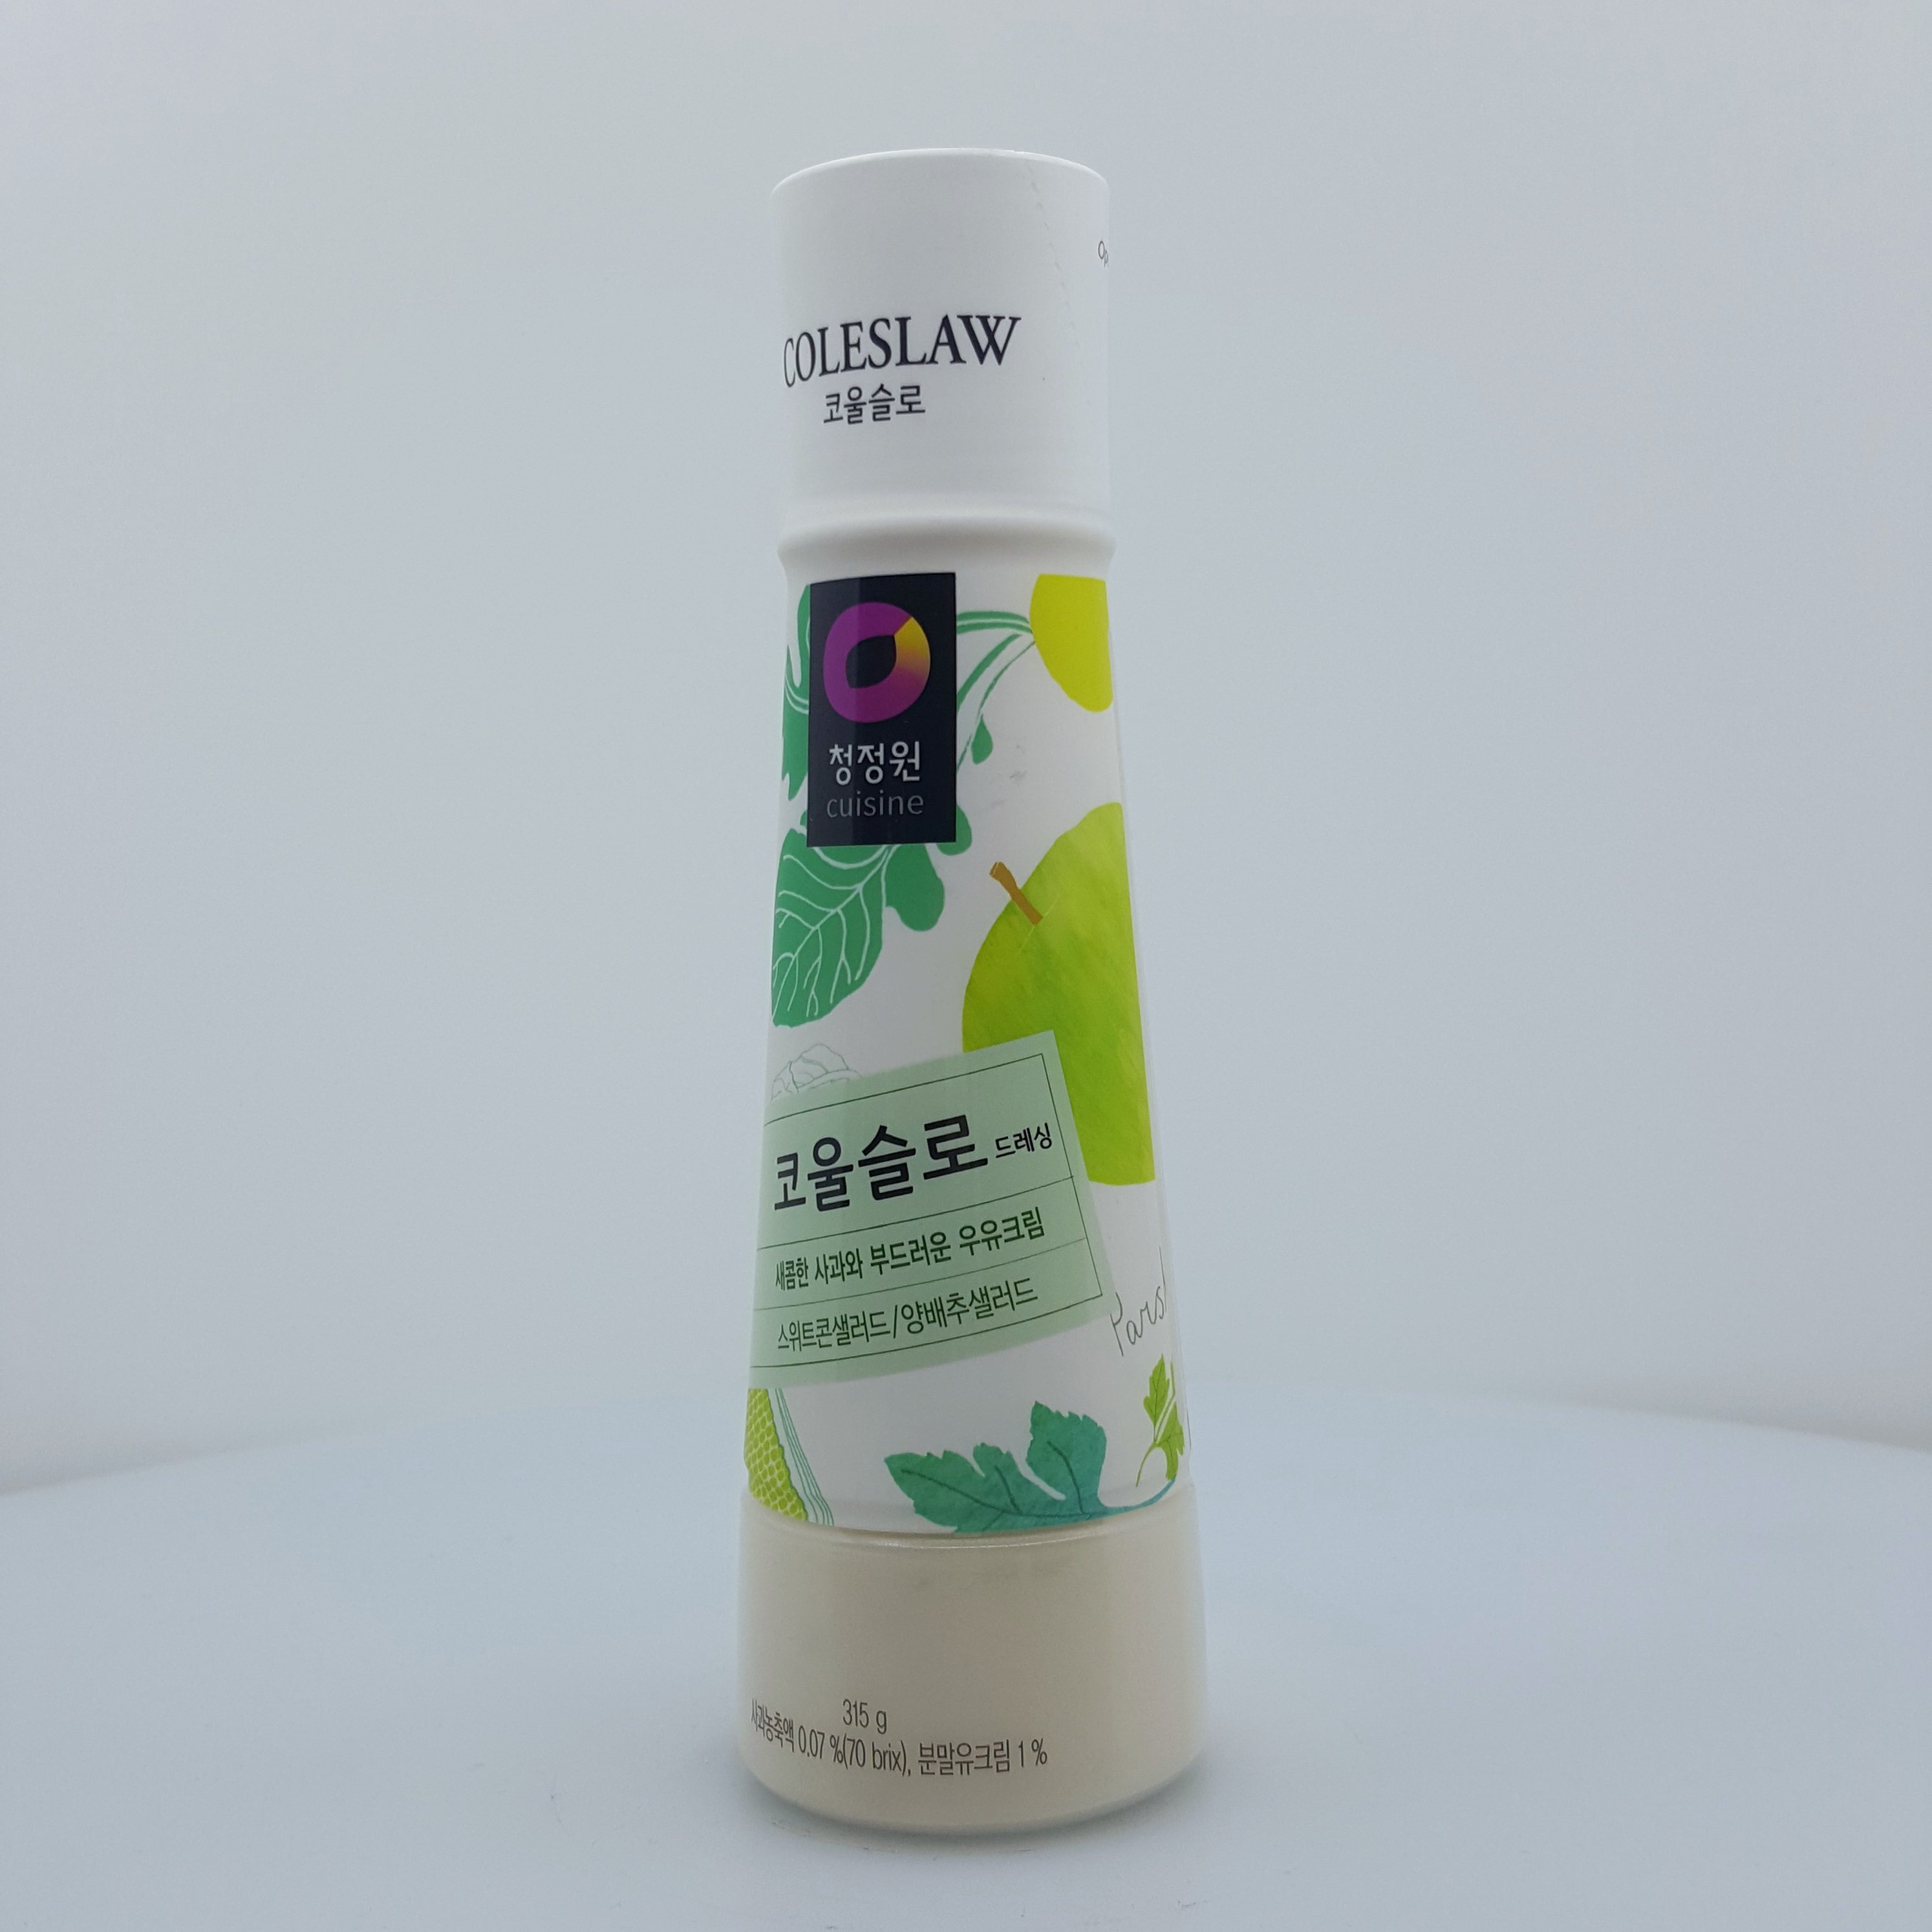 COLESLAW
코울슬로
청정원
cuisine
코울슬로 드레싱
새콤한 사과와 부드러운 우유크림
스위트콘샐러드/양배추샐러드
315 g
사과농축액 0.07 %(70 brix), 분말유크림 1 %